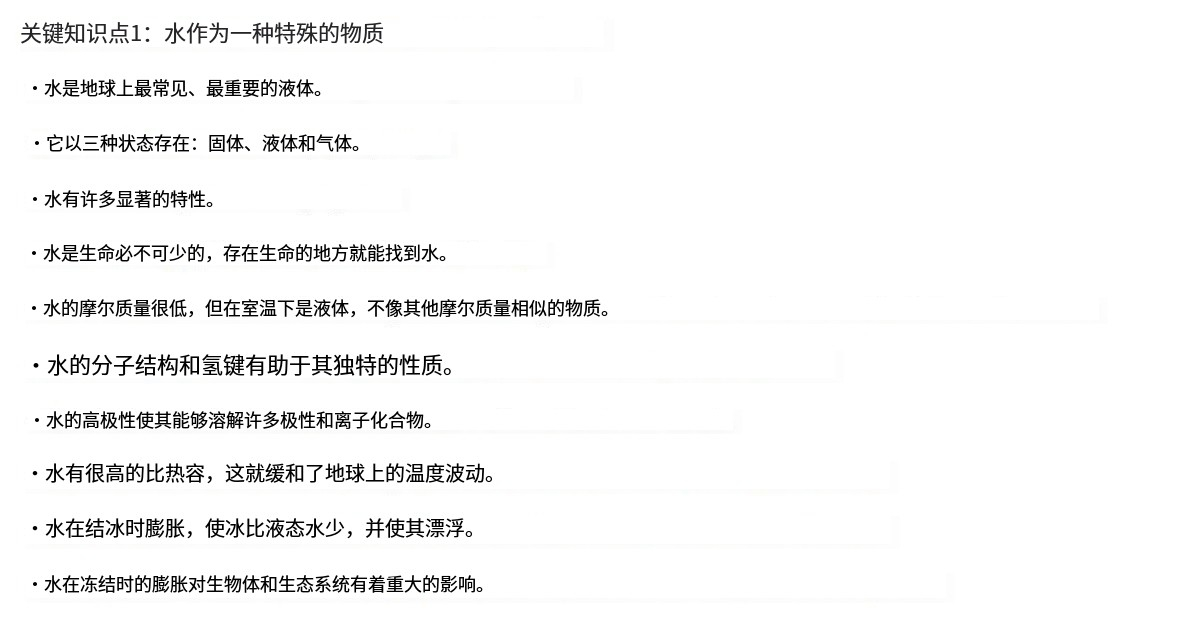 关键知识点1：水作为一种特殊的物质
・水是地球上最常见、最重要的液体。
・它以三种状态存在：固体、液体和气体。
・水有许多显著的特性。
・水是生命必不可少的，存在生命的地方就能找到水。
・水的摩尔质量很低，但在室温下是液体，不像其他摩尔质量相似的物质。
・水的分子结构和氢键有助于其独特的性质。
・水的高极性使其能够溶解许多极性和离子化合物。
・水有很高的比热容，这就缓和了地球上的温度波动。
・水在结冰时膨胀，使冰比液态水少，并使其漂浮。
・水在冻结时的膨胀对生物体和生态系统有着重大的影响。